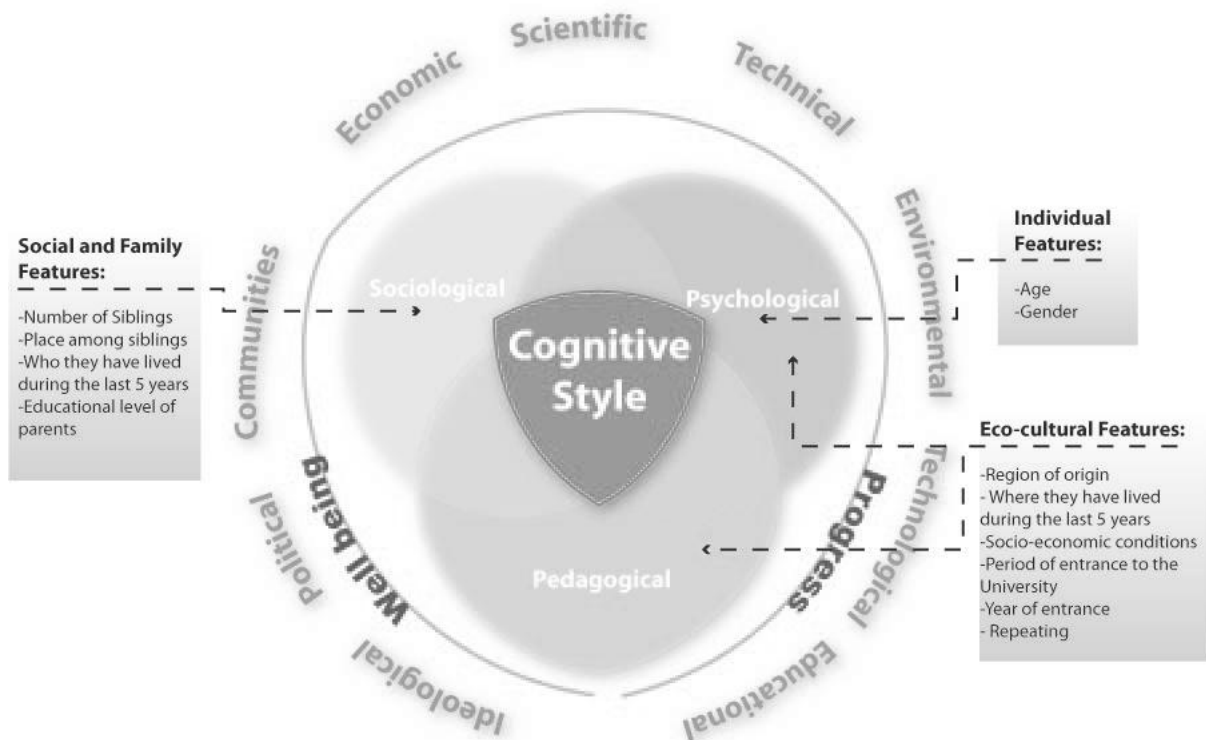 Scientific
Economic
Technical
Environmental
Communities
Technological
Political
Educational
Ideological
Well being
Progress
Sociological
Psychological
Pedagogical
Cognitive
Style
Social and Family
Features:
-Number of Siblings
-Place among siblings
-Who they have lived
during the last 5 years
-Educational level of
parents
Individual
Features:
-Age
-Gender
Eco-cultural Features:
-Region of origin
- Where they have lived
during the last 5 years
-Socio-economic conditions
-Period of entrance to the
University
-Year of entrance
- Repeating